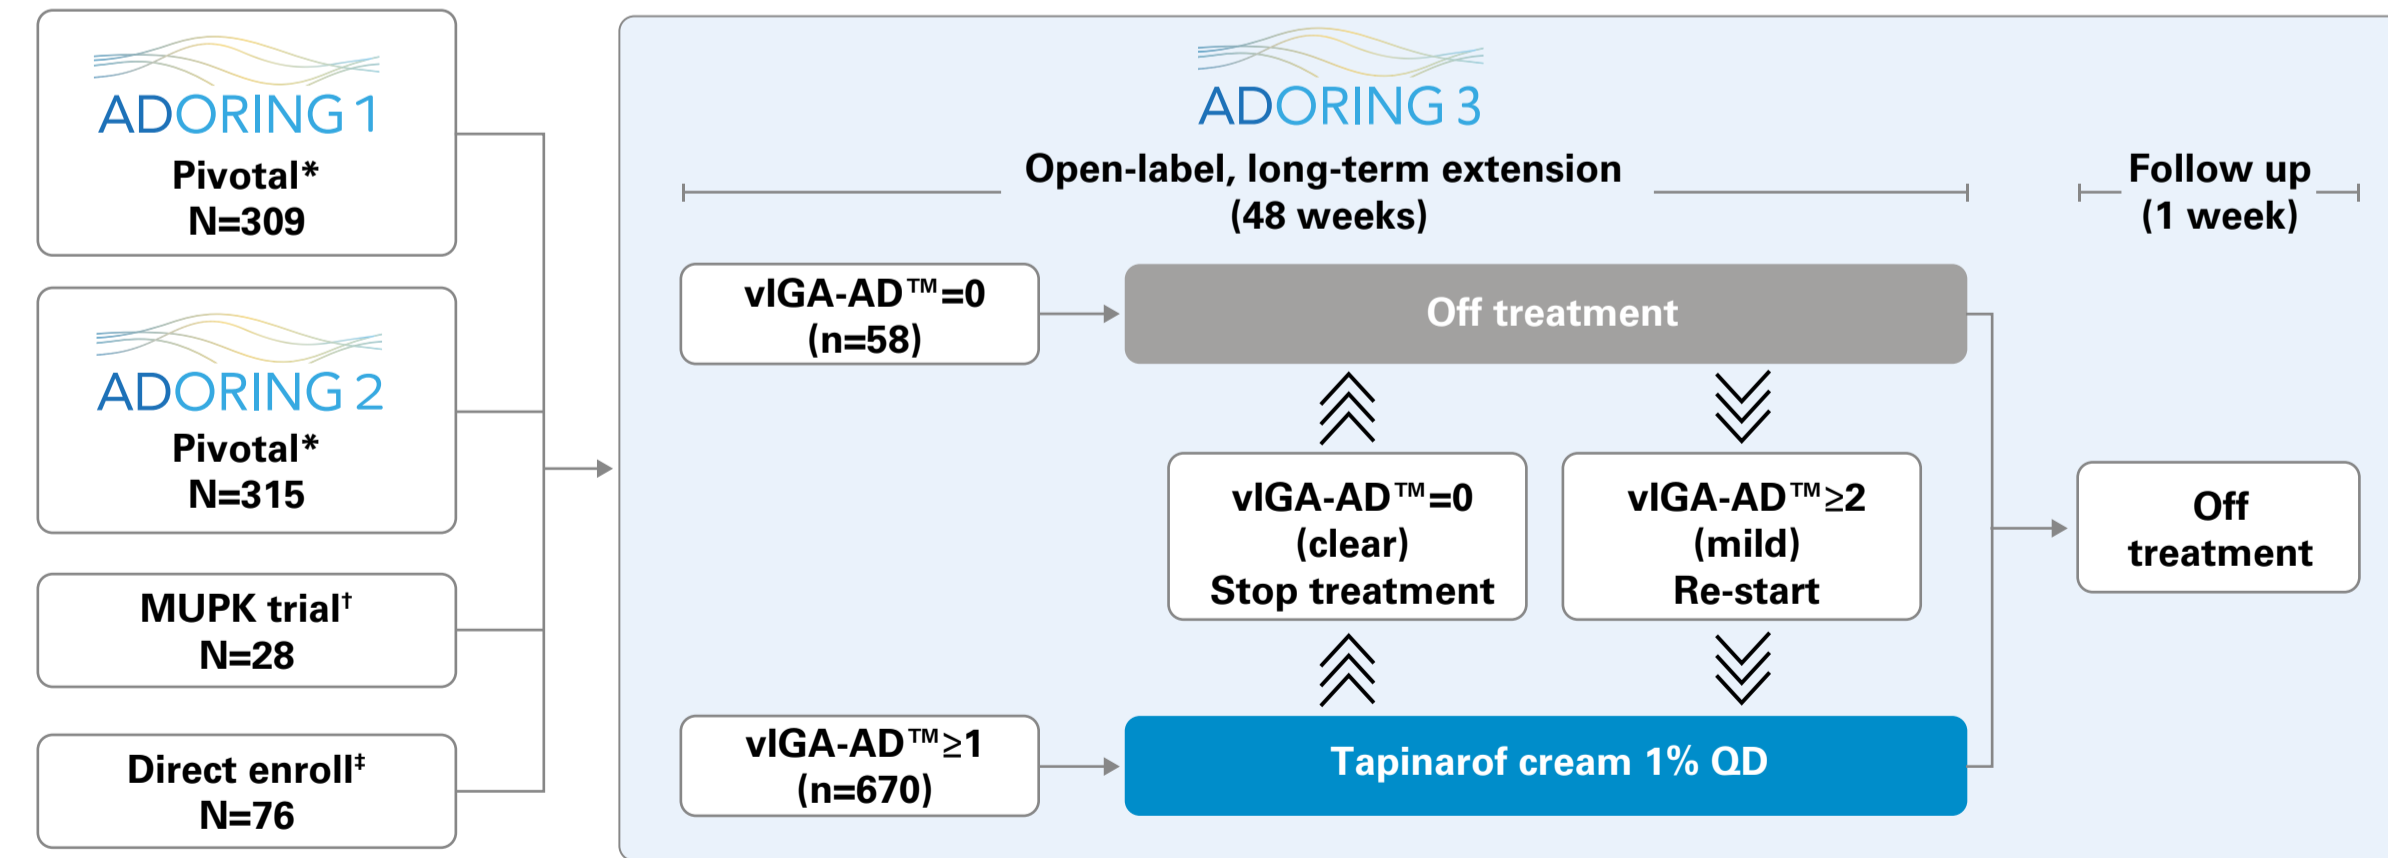 ADORING 1
Pivotal*
N=309
ADORING 2
Pivotal*
N=315
MUPK trial†
N=28
Direct enroll‡
N=76
ADORING 3
Open-label, long-term extension
(48 weeks)
Follow up
(1 week)
vIGA-AD™=0
(n=58)
Off treatment
vIGA-AD™=0
(clear)
Stop treatment
vIGA-AD™≥2
(mild)
Re-start
vIGA-AD™≥1
(n=670)
Tapinarof cream 1% QD
Off
treatment